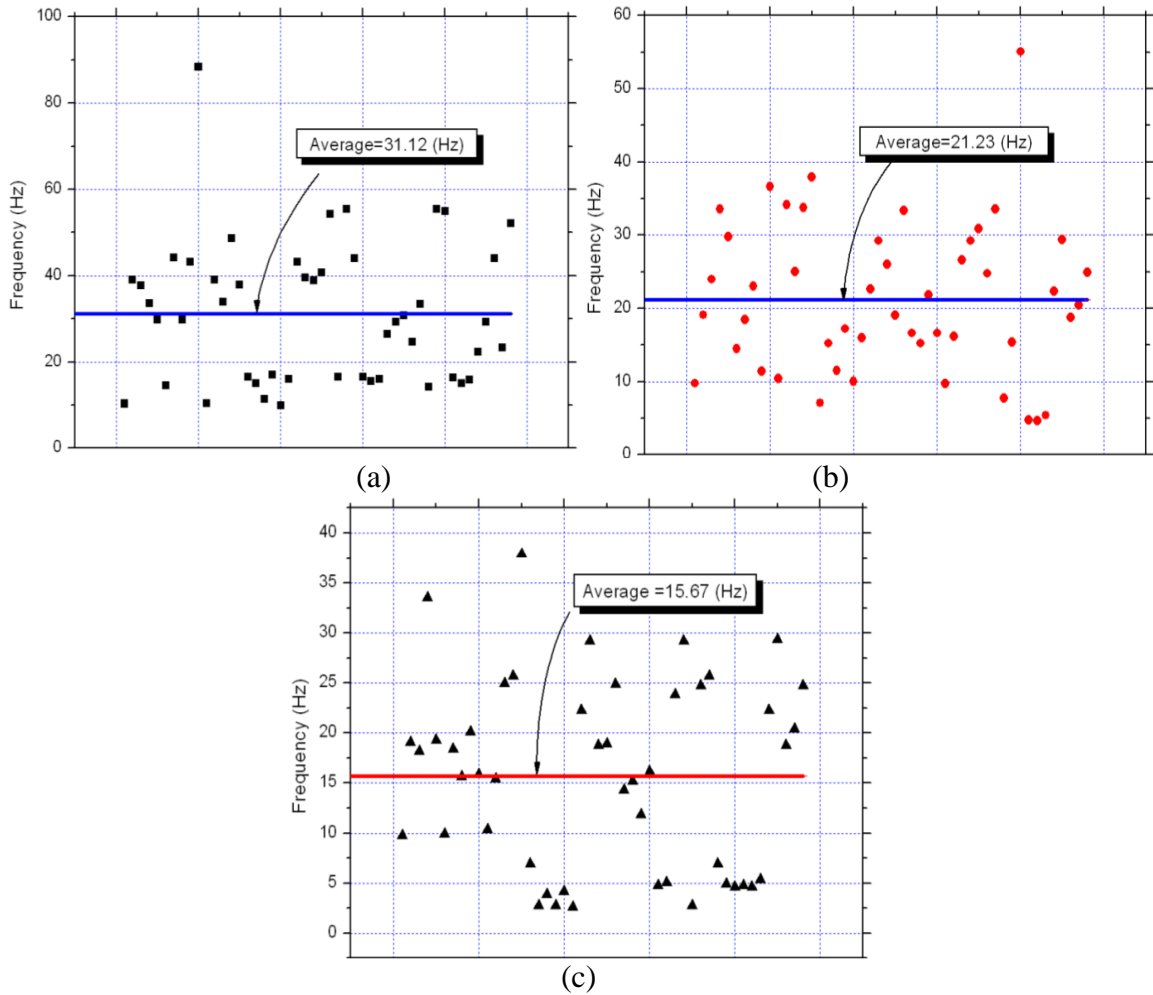 100
80
60
40
20
0
Frequency (Hz)
Average=31.12 (Hz)
(a)
60
50
40
30
20
10
0
Frequency (Hz)
Average=21.23 (Hz)
(b)
40
35
30
25
20
15
10
5
0
Frequency (Hz)
Average =15.67 (Hz)
(c)